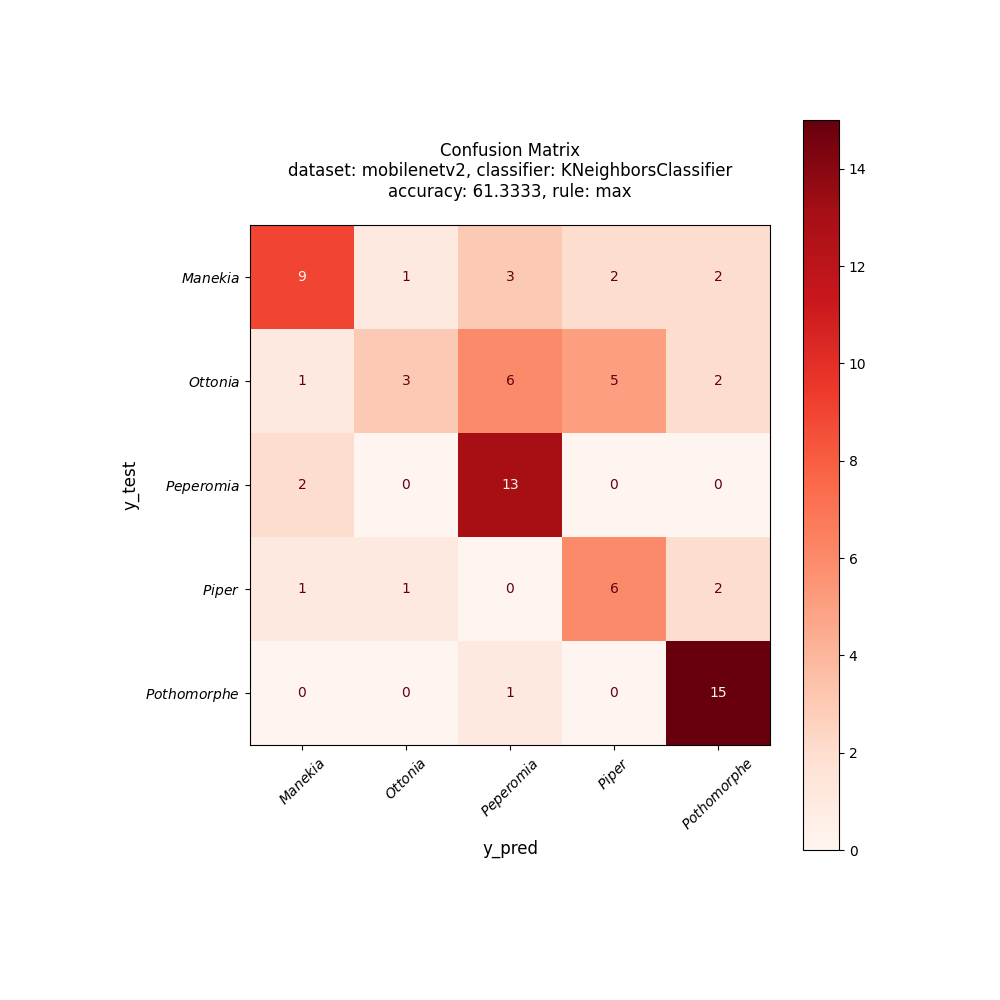 Confusion Matrix
dataset: mobilenetv2, classifier: KNeighborsClassifier
accuracy: 61.3333, rule: max
y_test
Manekia 9 1 3 2 2
Ottonia 1 3 6 5 2
Peperomia 2 0 13 0 0
Piper 1 1 0 6 2
Pothomorphe 0 0 1 0 15
Manekia Ottonia Peperomia Piper Pothomorphe
y_pred
14
12
10
8
6
4
2
0